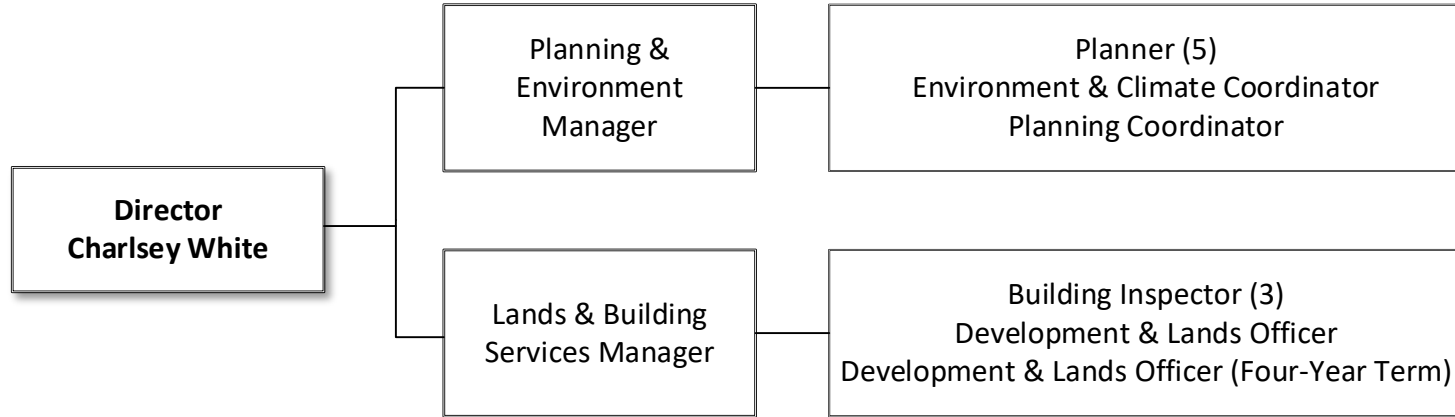 Director
Charlsey White
Planning &
Environment
Manager
Planner (5)
Environment & Climate Coordinator
Planning Coordinator
Lands & Building
Services Manager
Building Inspector (3)
Development & Lands Officer
Development & Lands Officer (Four-Year Term)